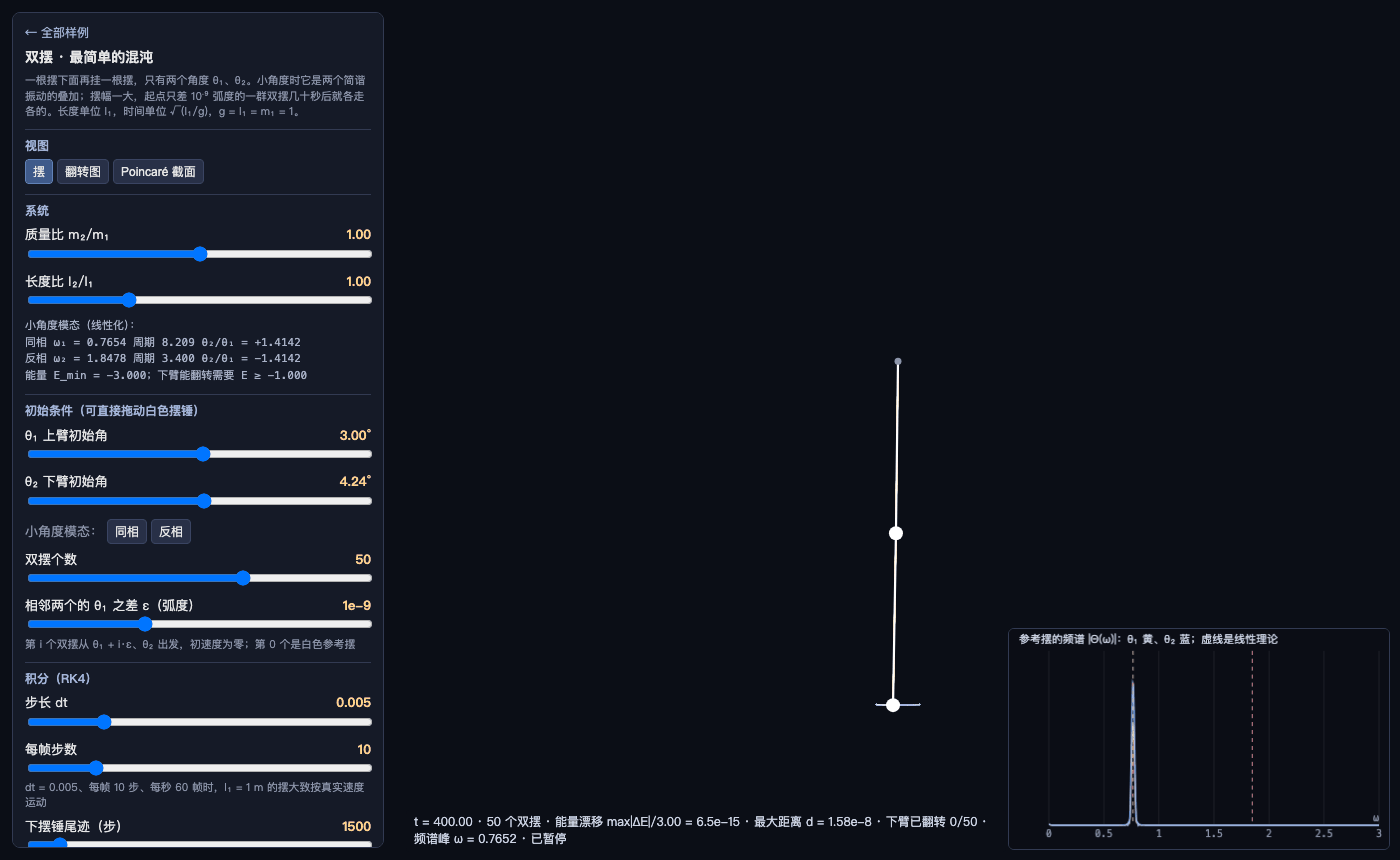 ← 全部样例
双摆 · 最简单的混沌
一根摆下面再挂一根摆，只有两个角度 θ₁、θ₂。小角度时它是两个简谐
振动的叠加；摆幅一大，起点只差 10⁻⁹ 弧度的一群双摆几十秒后就各走
各的。长度单位 l₁，时间单位 √(l₁/g)，g = l₁ = m₁ = 1。
视图
摆 翻转图 Poincaré 截面
系统
质量比 m₂/m₁ 1.00
长度比 l₂/l₁ 1.00
小角度模态（线性化）：
同相 ω₁ = 0.7654 周期 8.209 θ₂/θ₁ = +1.4142
反相 ω₂ = 1.8478 周期 3.400 θ₂/θ₁ = −1.4142
能量 E_min = −3.000；下臂能翻转需要 E ≥ −1.000
初始条件（可直接拖动白色摆锤）
θ₁ 上臂初始角 3.00°
θ₂ 下臂初始角 4.24°
小角度模态： 同相 反相
双摆个数 50
相邻两个的 θ₁ 之差 ε（弧度） 1e−9
第 i 个双摆从 θ₁ + i·ε、θ₂ 出发，初速度为零；第 0 个是白色参考摆
积分（RK4）
步长 dt 0.005
每帧步数 10
dt = 0.005、每帧 10 步、每秒 60 帧时，l₁ = 1 m 的摆大致按真实速度
运动
下摆锤尾迹（步） 1500
t = 400.00 · 50 个双摆 · 能量漂移 max|ΔE|/3.00 = 6.5e−15 · 最大距离 d = 1.58e−8 · 下臂已翻转 0/50 ·
频谱峰 ω = 0.7652 · 已暂停
参考摆的频谱 |Θ(ω)|：θ₁ 黄、θ₂ 蓝；虚线是线性理论
ω
0 0.5 1 1.5 2 2.5 3